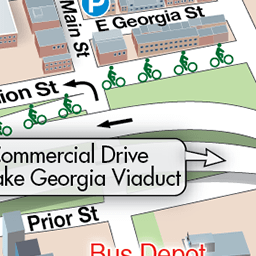 P
E Georgia St
Main St
ion St
Commercial Drive
ake Georgia Viaduct
Prior St
Bus Depot